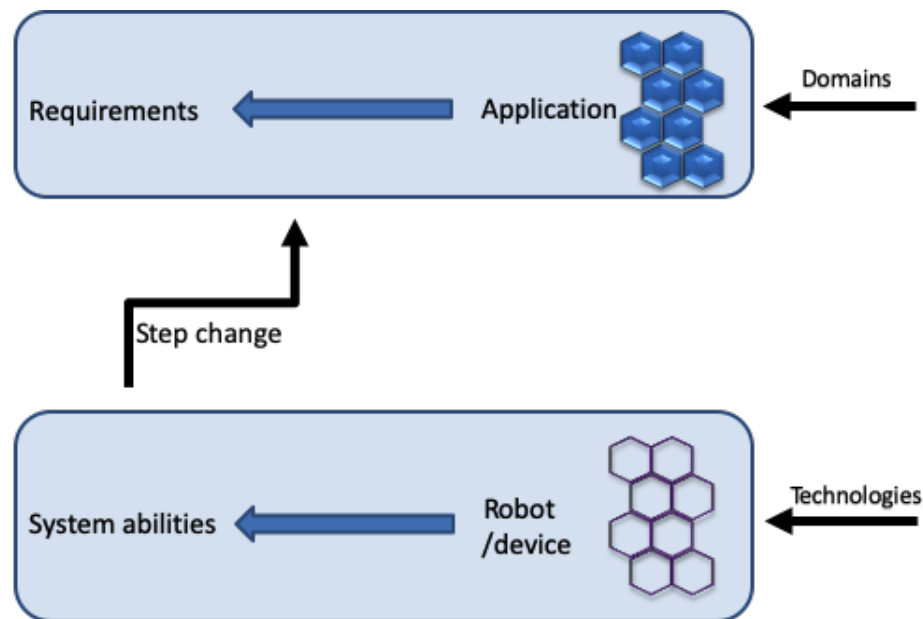 Requirements
Application
Domains
Step change
System abilities
Robot
/device
Technologies